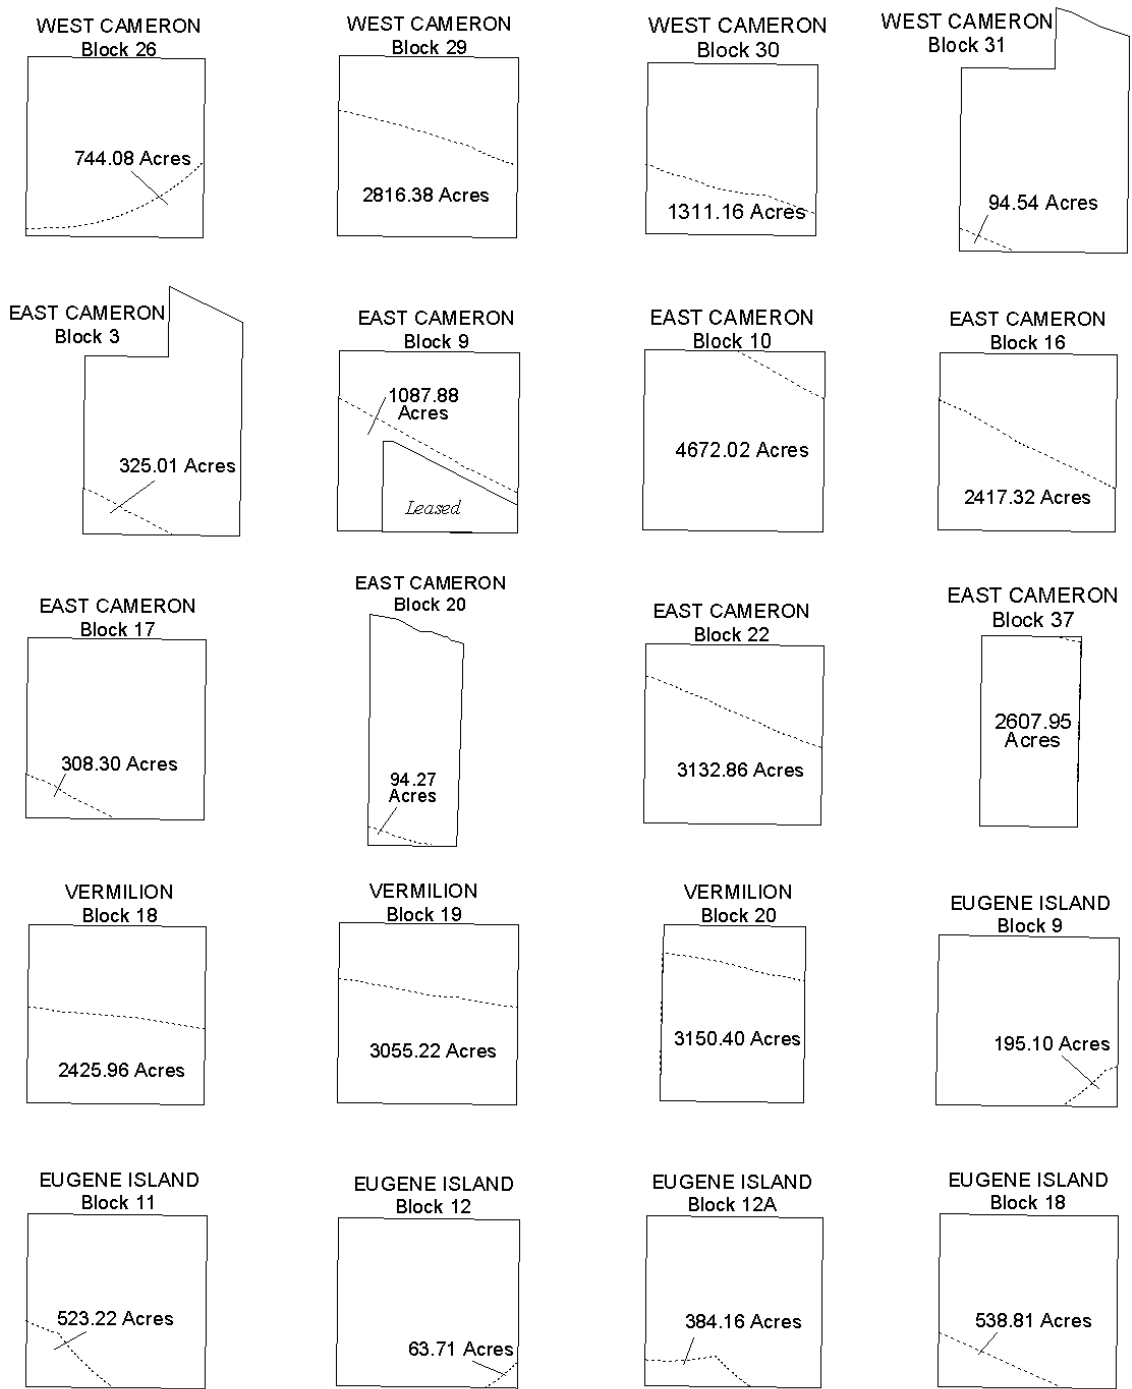 WEST CAMERON
Block 26
744.08 Acres
WEST CAMERON
Block 29
2816.38 Acres
WEST CAMERON
Block 30
1311.16 Acres
WEST CAMERON
Block 31
94.54 Acres
EAST CAMERON
Block 3
325.01 Acres
EAST CAMERON
Block 9
1087.88
Acres
Leased
EAST CAMERON
Block 10
4672.02 Acres
EAST CAMERON
Block 16
2417.32 Acres
EAST CAMERON
Block 17
308.30 Acres
EAST CAMERON
Block 20
94.27
Acres
EAST CAMERON
Block 22
3132.86 Acres
EAST CAMERON
Block 37
2607.95
Acres
VERMILION
Block 18
2425.96 Acres
VERMILION
Block 19
3055.22 Acres
VERMILION
Block 20
3150.40 Acres
EUGENE ISLAND
Block 9
195.10 Acres
EUGENE ISLAND
Block 11
523.22 Acres
EUGENE ISLAND
Block 12
63.71 Acres
EUGENE ISLAND
Block 12A
384.16 Acres
EUGENE ISLAND
Block 18
538.81 Acres